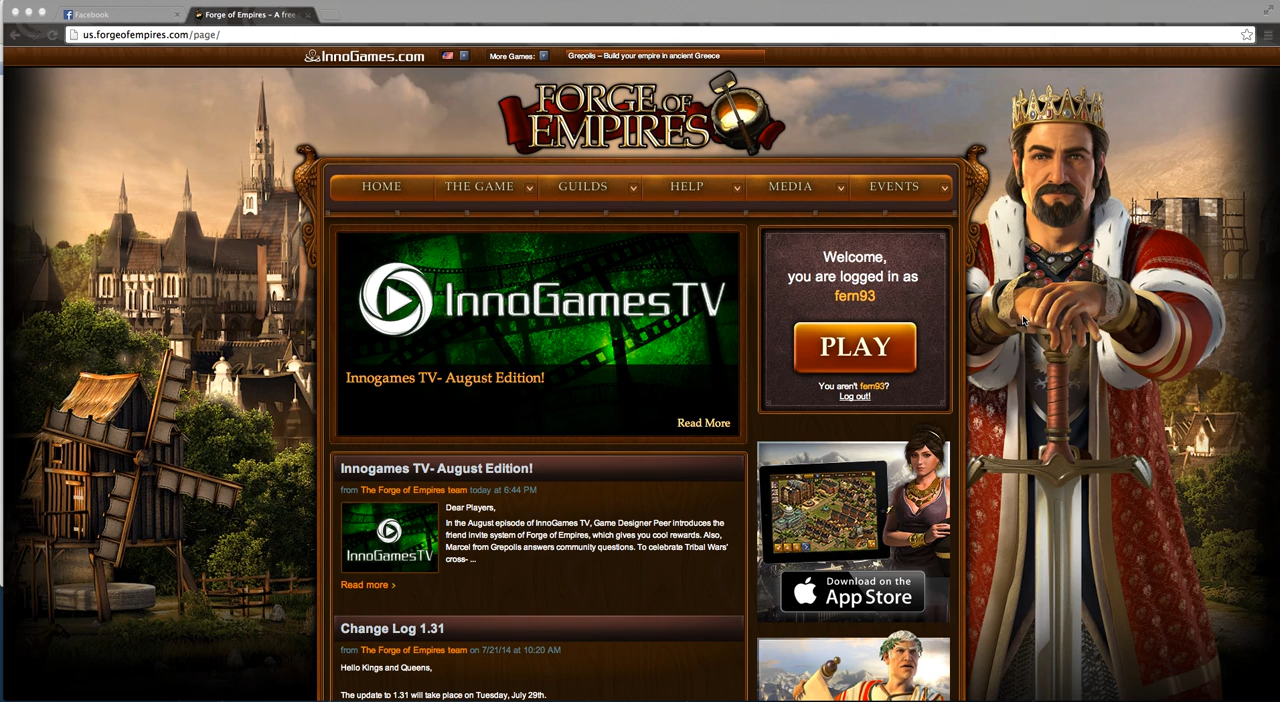 Facebook
Forge of Empires – A free
us.forgeofempires.com/page/
InnoGames.com
More Games:
Grepolis – Build your empire in ancient Greece
FORGE OF
EMPIRES
HOME
THE GAME
GUILDS
HELP
MEDIA
EVENTS
InnoGamesTV
Innogames TV- August Edition!
Read More
Welcome,
you are logged in as
fern93
PLAY
You aren't fern93?
Log out!
Innogames TV- August Edition!
from The Forge of Empires team today at 6:44 PM
InnoGamesTV
Dear Players,
In the August episode of InnoGames TV, Game Designer Peer introduces the
friend invite system of Forge of Empires, which gives you cool rewards. Also,
Marcel from Grepolis answers community questions. To celebrate Tribal Wars'
cross- ...
Read more ›
Download on the
App Store
Change Log 1.31
from The Forge of Empires team on 7/21/14 at 10:20 AM
Hello Kings and Queens,
The update to 1.31 will take place on Tuesday, July 29th.